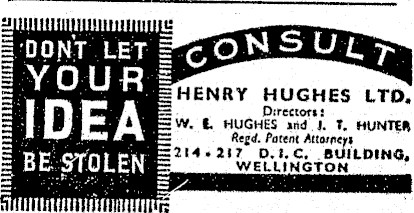 DON'T LET
YOUR
IDEA
BE STOLEN
CONSULT
HENRY HUGHES LTD.
Directors:
W. E. HUGHES and J. T. HUNTER
Regd. Patent Attorneys
214-217 D.I.C. BUILDING,
WELLINGTON